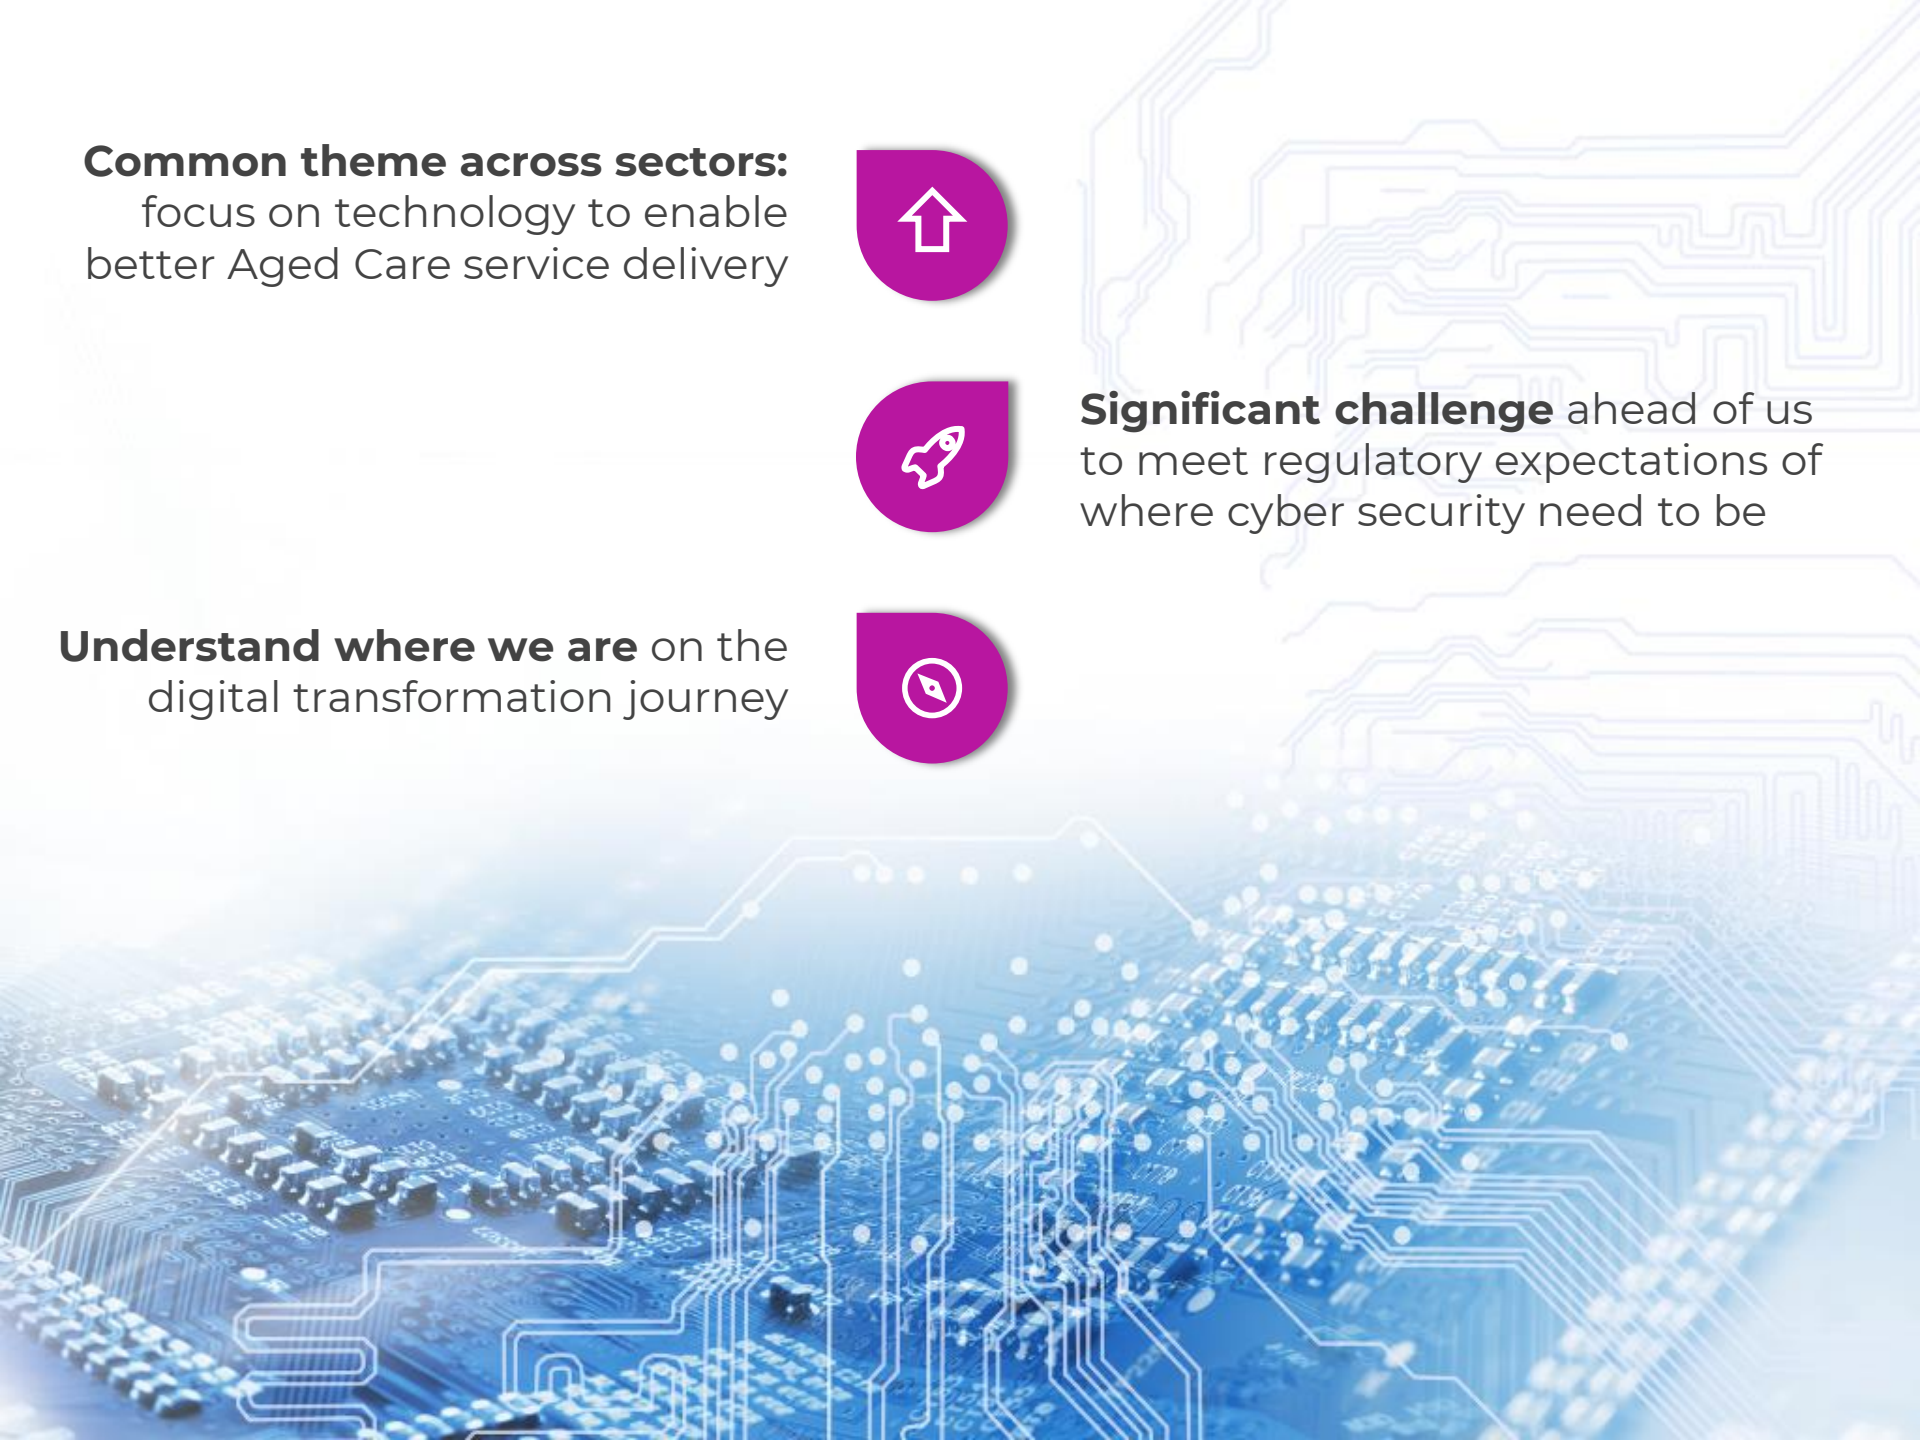 Common theme across sectors:
focus on technology to enable
better Aged Care service delivery
Significant challenge ahead of us
to meet regulatory expectations of
where cyber security need to be
Understand where we are on the
digital transformation journey